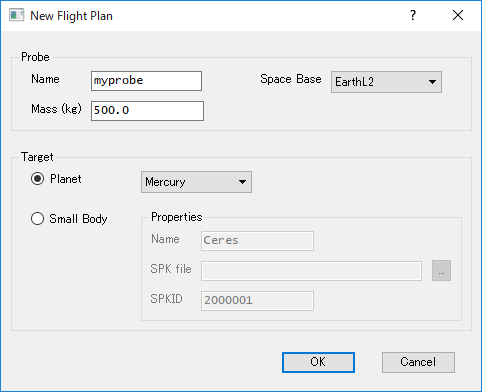 New Flight Plan
Probe
Name myprobe Space Base EarthL2
Mass (kg) 500.0
Target
Planet Mercury
Small Body Properties
Name Ceres
SPK file ...
SPKID 2000001
OK Cancel